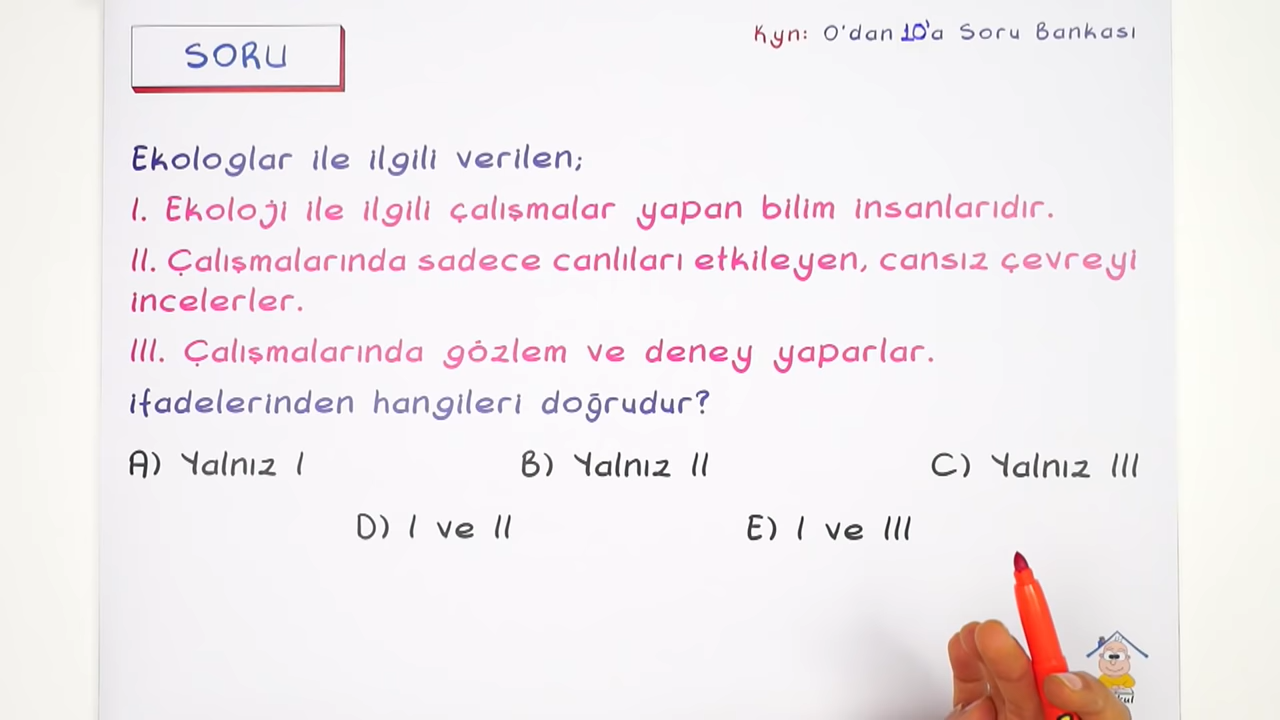 SORU
Kyn: 0'dan 10'a Soru Bankası
Ekologlar ile ilgili verilen;
I. Ekoloji ile ilgili çalışmalar yapan bilim insanlarıdır.
II. Çalışmalarında sadece canlıları etkileyen, cansız çevreyi
incelerler.
III. Çalışmalarında gözlem ve deney yaparlar.
ifadelerinden hangileri doğrudur?
A) Yalnız I
B) Yalnız II
C) Yalnız III
D) I ve II
E) I ve III